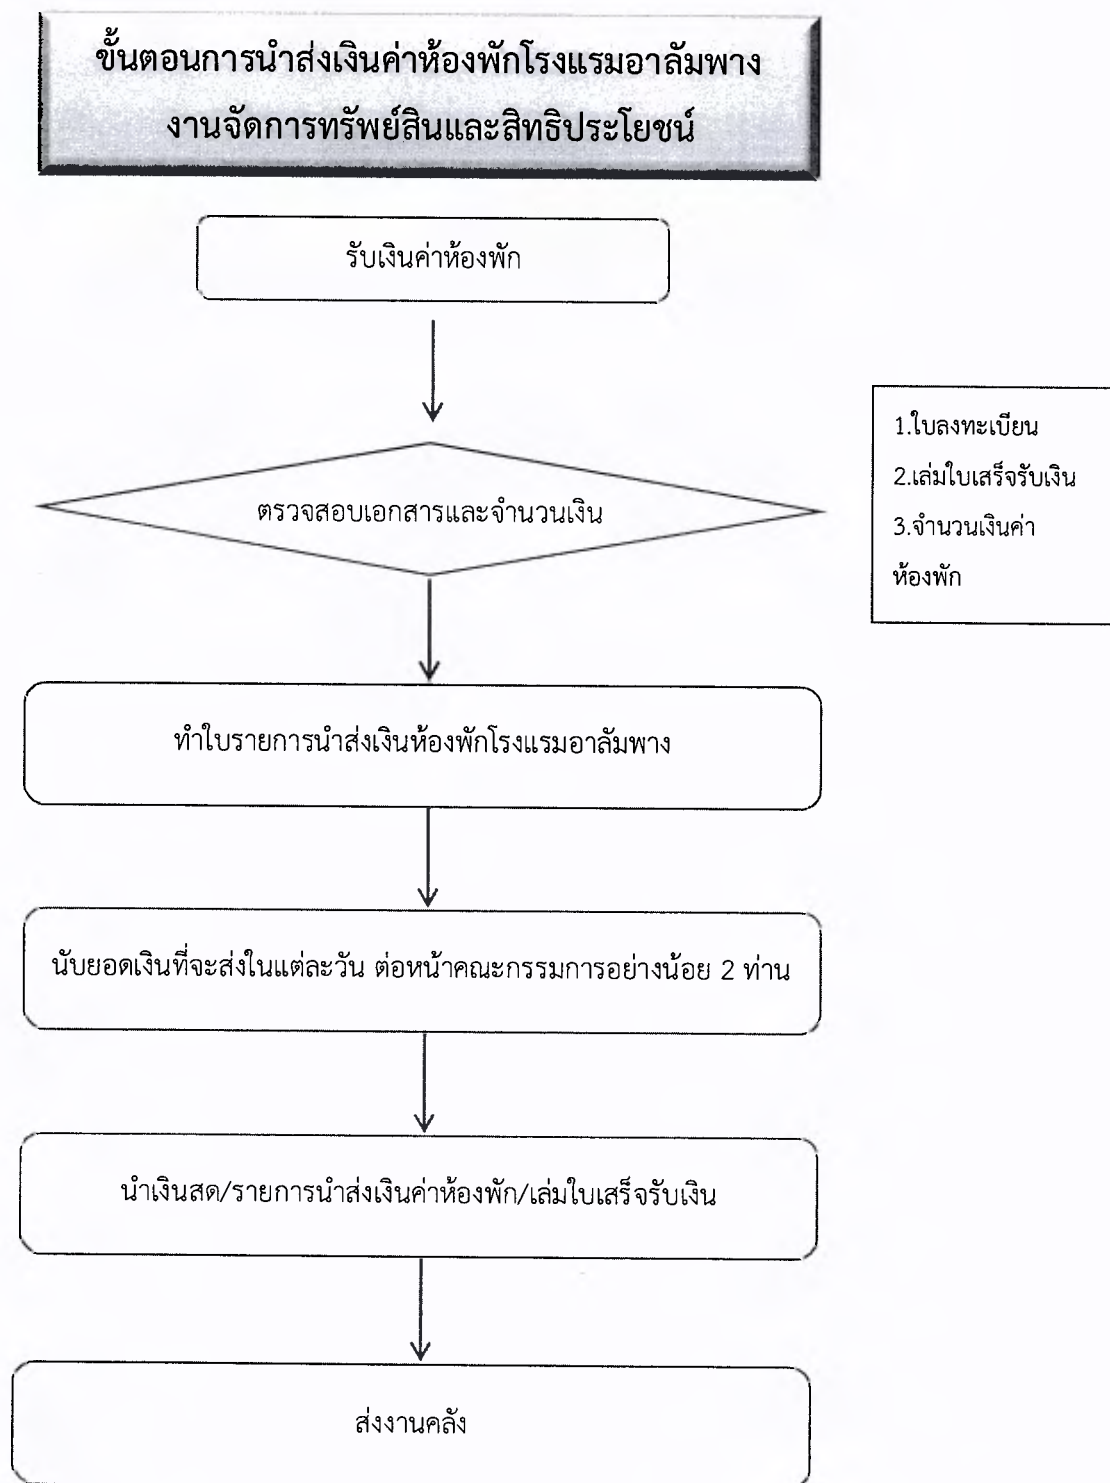 ขั้นตอนการนำส่งเงินค่าห้องพักโรงแรมอาลัมพาง
งานจัดการทรัพย์สินและสิทธิประโยชน์
รับเงินค่าห้องพัก
ตรวจสอบเอกสารและจำนวนเงิน
1.ใบลงทะเบียน
2.เล่มใบเสร็จรับเงิน
3.จำนวนเงินค่า
ห้องพัก
ทำใบรายการนำส่งเงินห้องพักโรงแรมอาลัมพาง
นับยอดเงินที่จะส่งในแต่ละวัน ต่อหน้าคณะกรรมการอย่างน้อย 2 ท่าน
นำเงินสด/รายการนำส่งเงินค่าห้องพัก/เล่มใบเสร็จรับเงิน
ส่งงานคลัง